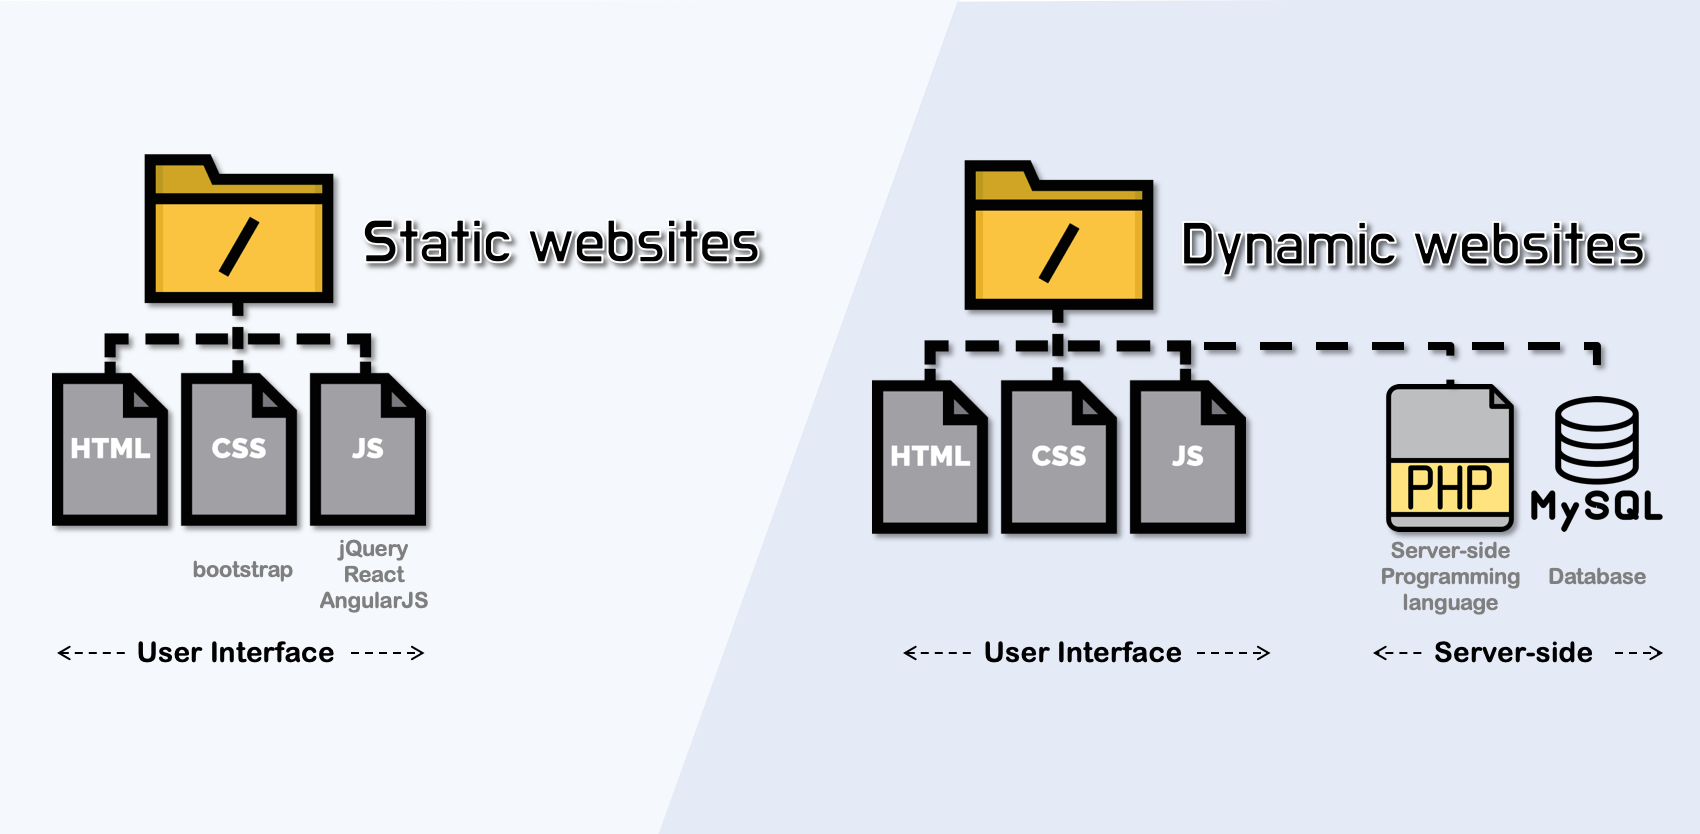 Static websites
HTML
CSS
JS
bootstrap
jQuery
React
AngularJS
User Interface
Dynamic websites
HTML
CSS
JS
PHP
MySQL
Server-side
Programming
language
Database
User Interface
Server-side